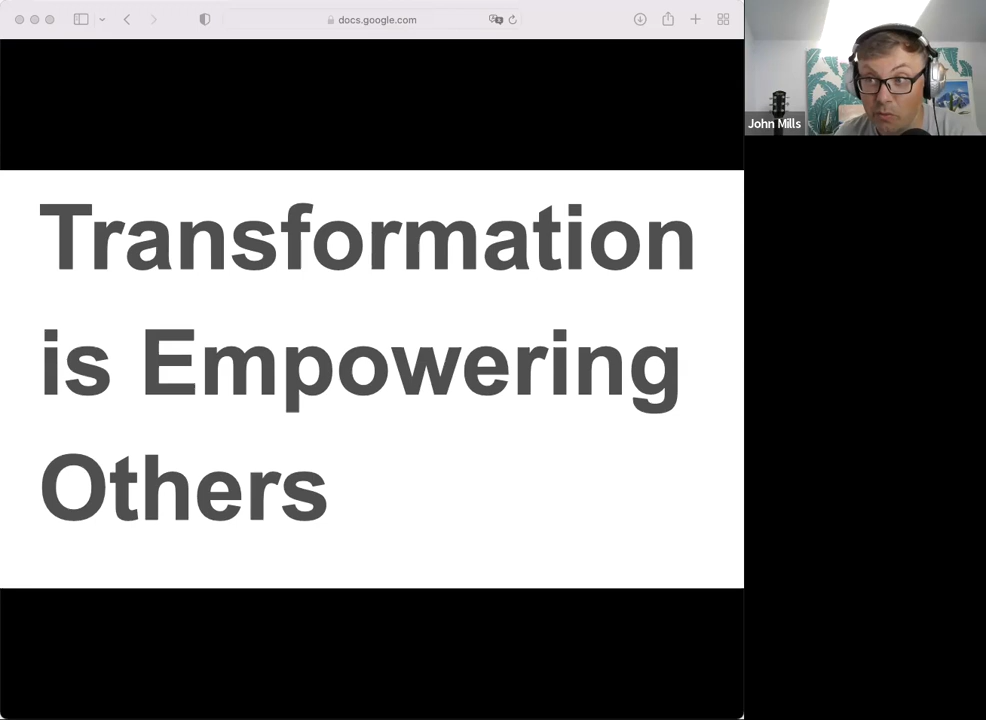 docs.google.com
John Mills
Transformation
is Empowering
Others